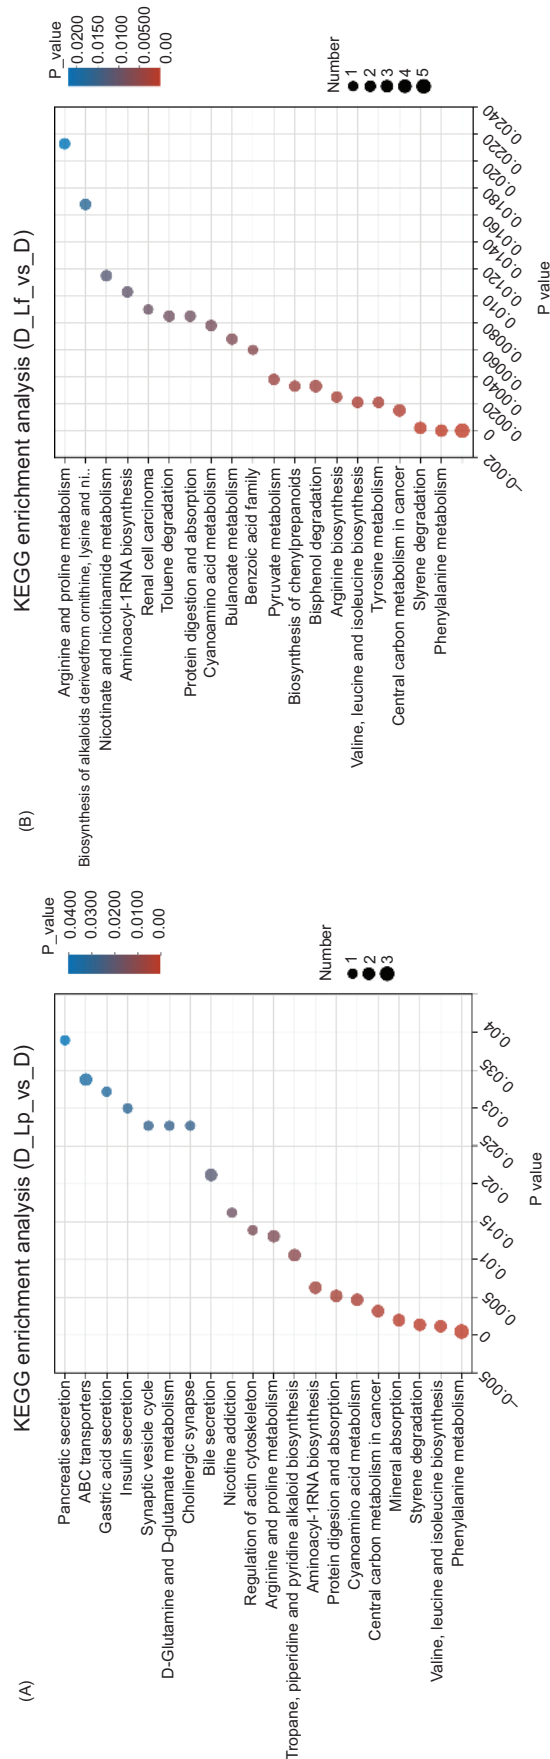 (A)
KEGG enrichment analysis (D_Lp_vs_D)
Pancreatic secretion
ABC transporters
Gastric acid secretion
Insulin secretion
Synaptic vesicle cycle
D-Glutamine and D-glutamate metabolism
Cholinergic synapse
Bile secretion
Nicotine addiction
Regulation of actin cytoskeleton
Arginine and proline metabolism
Tropane, piperidine and pyridine alkaloid biosynthesis
Aminoacyl-1RNA biosynthesis
Protein digestion and absorption
Cyanoamino acid metabolism
Central carbon metabolism in cancer
Mineral absorption
Styrene degradation
Valine, leucine and isoleucine biosynthesis
Phenylalanine metabolism
−0.005
0
0.005
0.01
0.015
0.02
0.025
0.03
0.035
0.04
P value
P_value
0.0400
0.0300
0.0200
0.0100
0.00
Number
1
2
3
(B)
KEGG enrichment analysis (D_Lf_vs_D)
Arginine and proline metabolism
Biosynthesis of alkaloids derivedfrom ornithine, lysine and ni..
Nicotinate and nicotinamide metabolism
Aminoacyl-1RNA biosynthesis
Renal cell carcinoma
Toluene degradation
Protein digestion and absorption
Cyanoamino acid metabolism
Bulanoate metabolism
Benzoic acid family
Pyruvate metabolism
Biosynthesis of chenylprepanoids
Bisphenol degradation
Arginine biosynthesis
Valine, leucine and isoleucine biosynthesis
Tyrosine metabolism
Central carbon metabolism in cancer
Slyrene degradation
Phenylalanine metabolism
−0.002
0
0.0020
0.0040
0.0060
0.0080
0.010
0.0120
0.0140
0.0160
0.0180
0.020
0.0220
0.0240
P value
P_value
0.0200
0.0150
0.0100
0.00500
0.00
Number
1
2
3
4
5